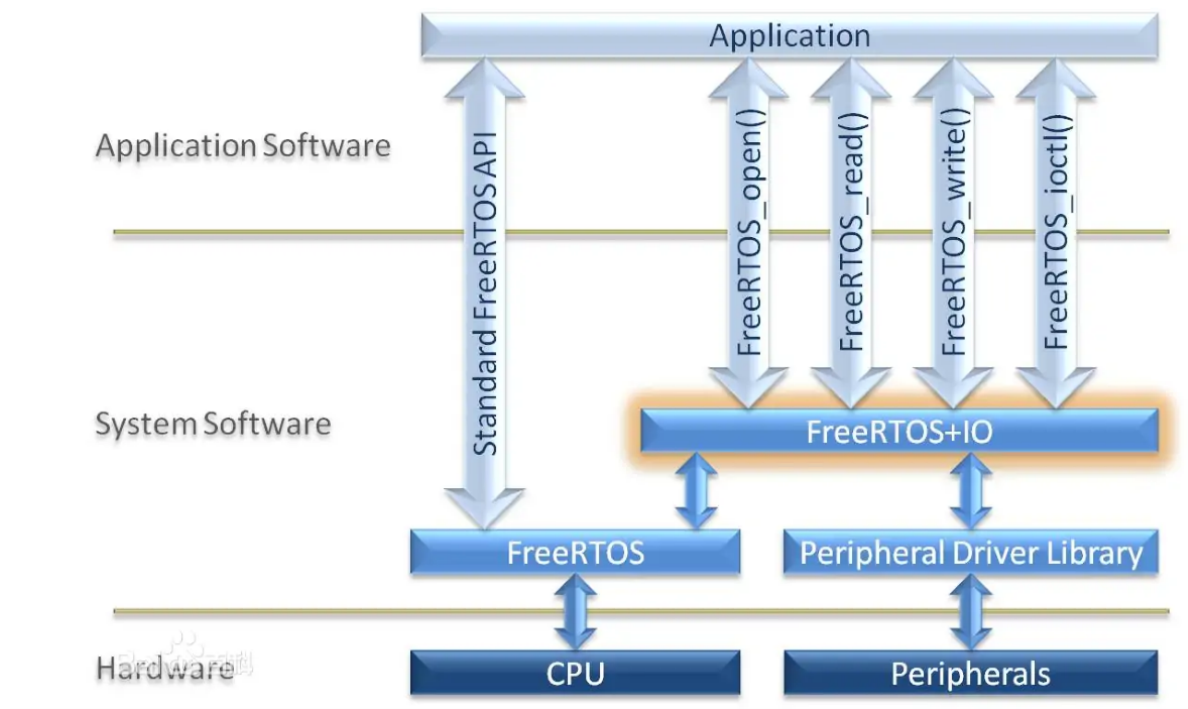 Application
Application Software
Standard FreeRTOS API
FreeRTOS_open()
FreeRTOS_read()
FreeRTOS_write()
FreeRTOS_ioctl()
System Software
FreeRTOS+IO
FreeRTOS
Peripheral Driver Library
Hardware
CPU
Peripherals